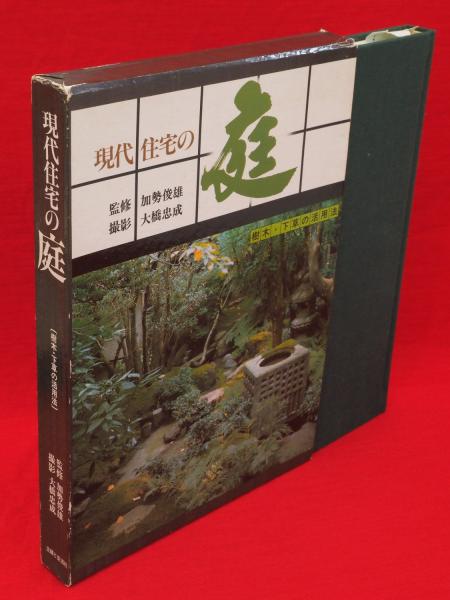 現代住宅の
庭
監修 加勢俊雄
撮影 大橋忠成
樹木・下草の活用法
現代住宅の庭
〔樹木・下草の活用法〕
監修 加勢俊雄
撮影 大橋忠成